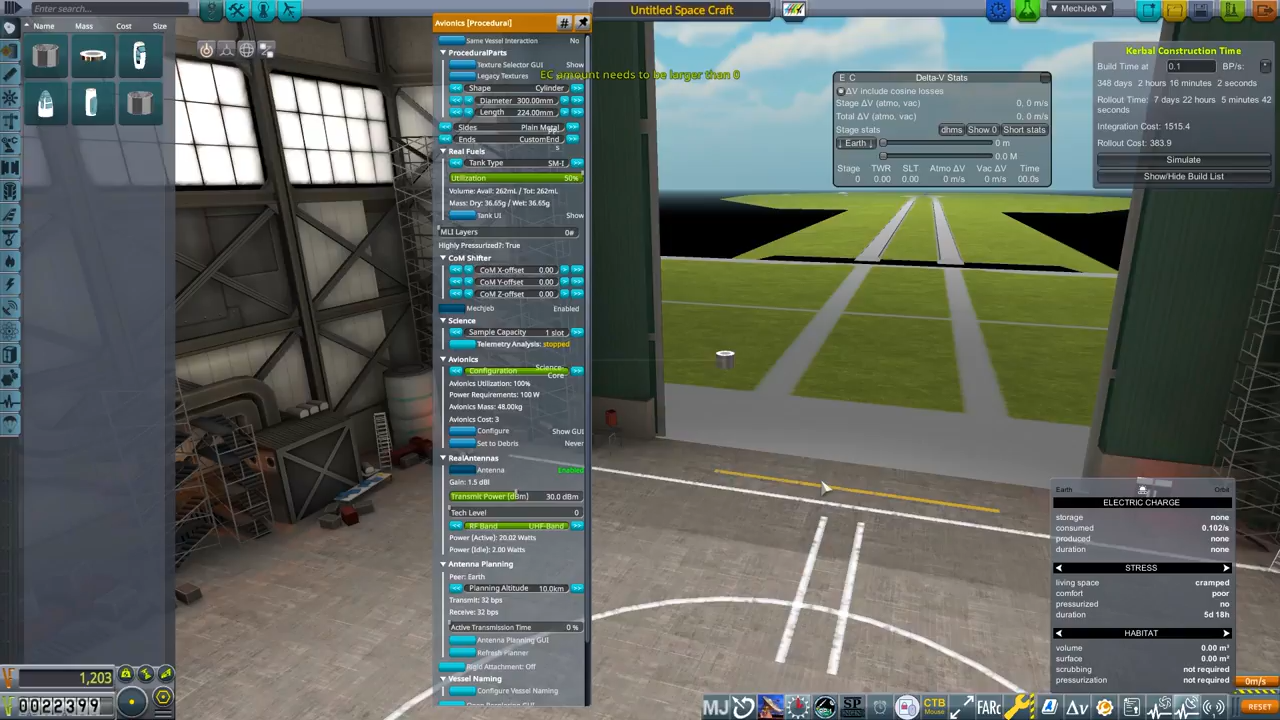 Enter search...
Untitled Space Craft
MechJeb
Name Mass Cost Size
Avionics [Procedural]
#
Same Vessel Interaction No
ProceduralParts
Texture Selector GUI Show
Legacy Textures
EC amount needs to be larger than 0
Shape Cylinder
Diameter 300.00mm
Length 224.00mm
Sides Plain Metal
Ends CustomEnd
s
Real Fuels
Tank Type SM-I
Utilization 50%
Volume: Avail: 262mL / Tot: 262mL
Mass: Dry: 36.65g / Wet: 36.65g
Tank UI Show
MLI Layers 0#
Highly Pressurized?: True
CoM Shifter
CoM X-offset 0.00
CoM Y-offset 0.00
CoM Z-offset 0.00
Mechjeb Enabled
Science
Sample Capacity 1 slot
Telemetry Analysis: stopped
Avionics
Configuration Science
Core
Avionics Utilization: 100%
Power Requirements: 100 W
Avionics Mass: 48.00kg
Avionics Cost: 3
Configure Show GUI
Set to Debris Never
RealAntennas
Antenna Enabled
Gain: 1.5 dBi
Transmit Power (dBm) 30.0 dBm
Tech Level 0
RF Band UHF-Band
Power (Active): 20.02 Watts
Power (Idle): 2.00 Watts
Antenna Planning
Peer: Earth
Planning Altitude 10.0km
Transmit: 32 bps
Receive: 32 bps
Active Transmission Time 0 %
Antenna Planning GUI
Refresh Planner
Rigid Attachment: Off
Vessel Naming
Configure Vessel Naming
E C Delta-V Stats
ΔV include cosine losses
Stage ΔV (atmo, vac) 0, 0 m/s
Total ΔV (atmo, vac) 0, 0 m/s
Stage stats dhms Show 0 Short stats
↓ Earth ↓ 0 m
0.0 M
Stage TWR SLT Atmo ΔV Vac ΔV Time
0 0.00 0.00 0 m/s 0 m/s 00.0s
Kerbal Construction Time
Build Time at 0.1 BP/s:
348 days 2 hours 16 minutes 2 seconds
Rollout Time: 7 days 22 hours 5 minutes 42
seconds
Integration Cost: 1515.4
Rollout Cost: 383.9
Simulate
Show/Hide Build List
Earth Orbit
ELECTRIC CHARGE
storage none
consumed 0.102/s
produced none
duration none
STRESS
living space cramped
comfort poor
pressurized no
duration 5d 18h
HABITAT
volume 0.00 m³
surface 0.00 m²
scrubbing not required
pressurization not required
0m/s
1,203
0022399
MJ
SP
CTB
Mouse
FARc
Δv
RESET